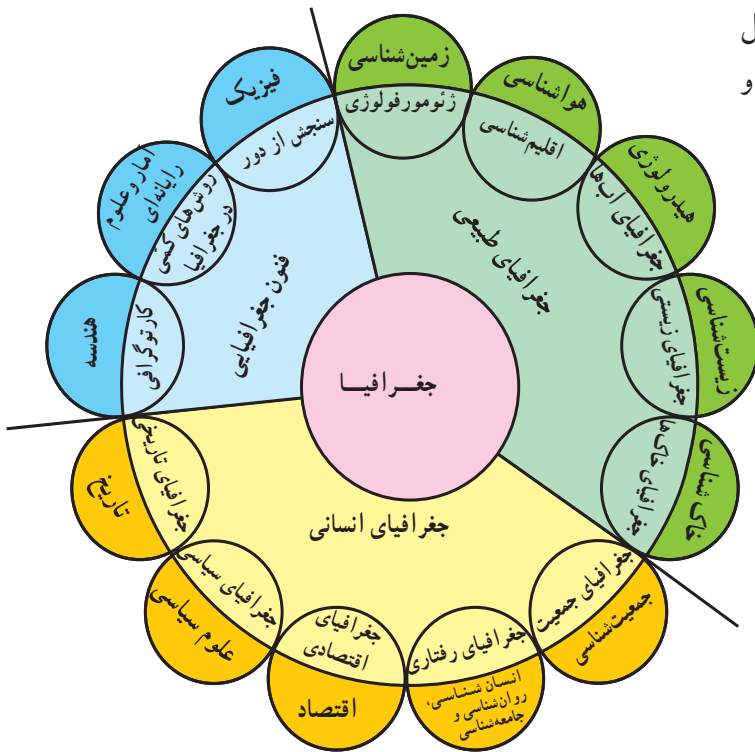 ل
و
زمین‌شناسی
ژئومورفولوژی
هواشناسی
اقلیم‌شناسی
هیدرولوژی
جغرافیای آب‌ها
زیست‌شناسی
جغرافیای زیستی
خاک شناسی
جغرافیای خاک‌ها
جغرافیای طبیعی
فیزیک
سنجش از دور
آمار و علوم
رایانه‌ای
روش‌های کمّی
در جغرافیا
هندسه
کارتوگرافی
فنون جغرافیایی
جغـرافیـا
جغرافیای انسانی
تاریخ
جغرافیای تاریخی
علوم سیاسی
جغرافیای سیاسی
جغرافیای
اقتصادی
اقتصاد
جغرافیای رفتاری
انسان شناسی،
روان‌شناسی و
جامعه‌شناسی
جغرافیای جمعیت
جمعیت‌شناسی